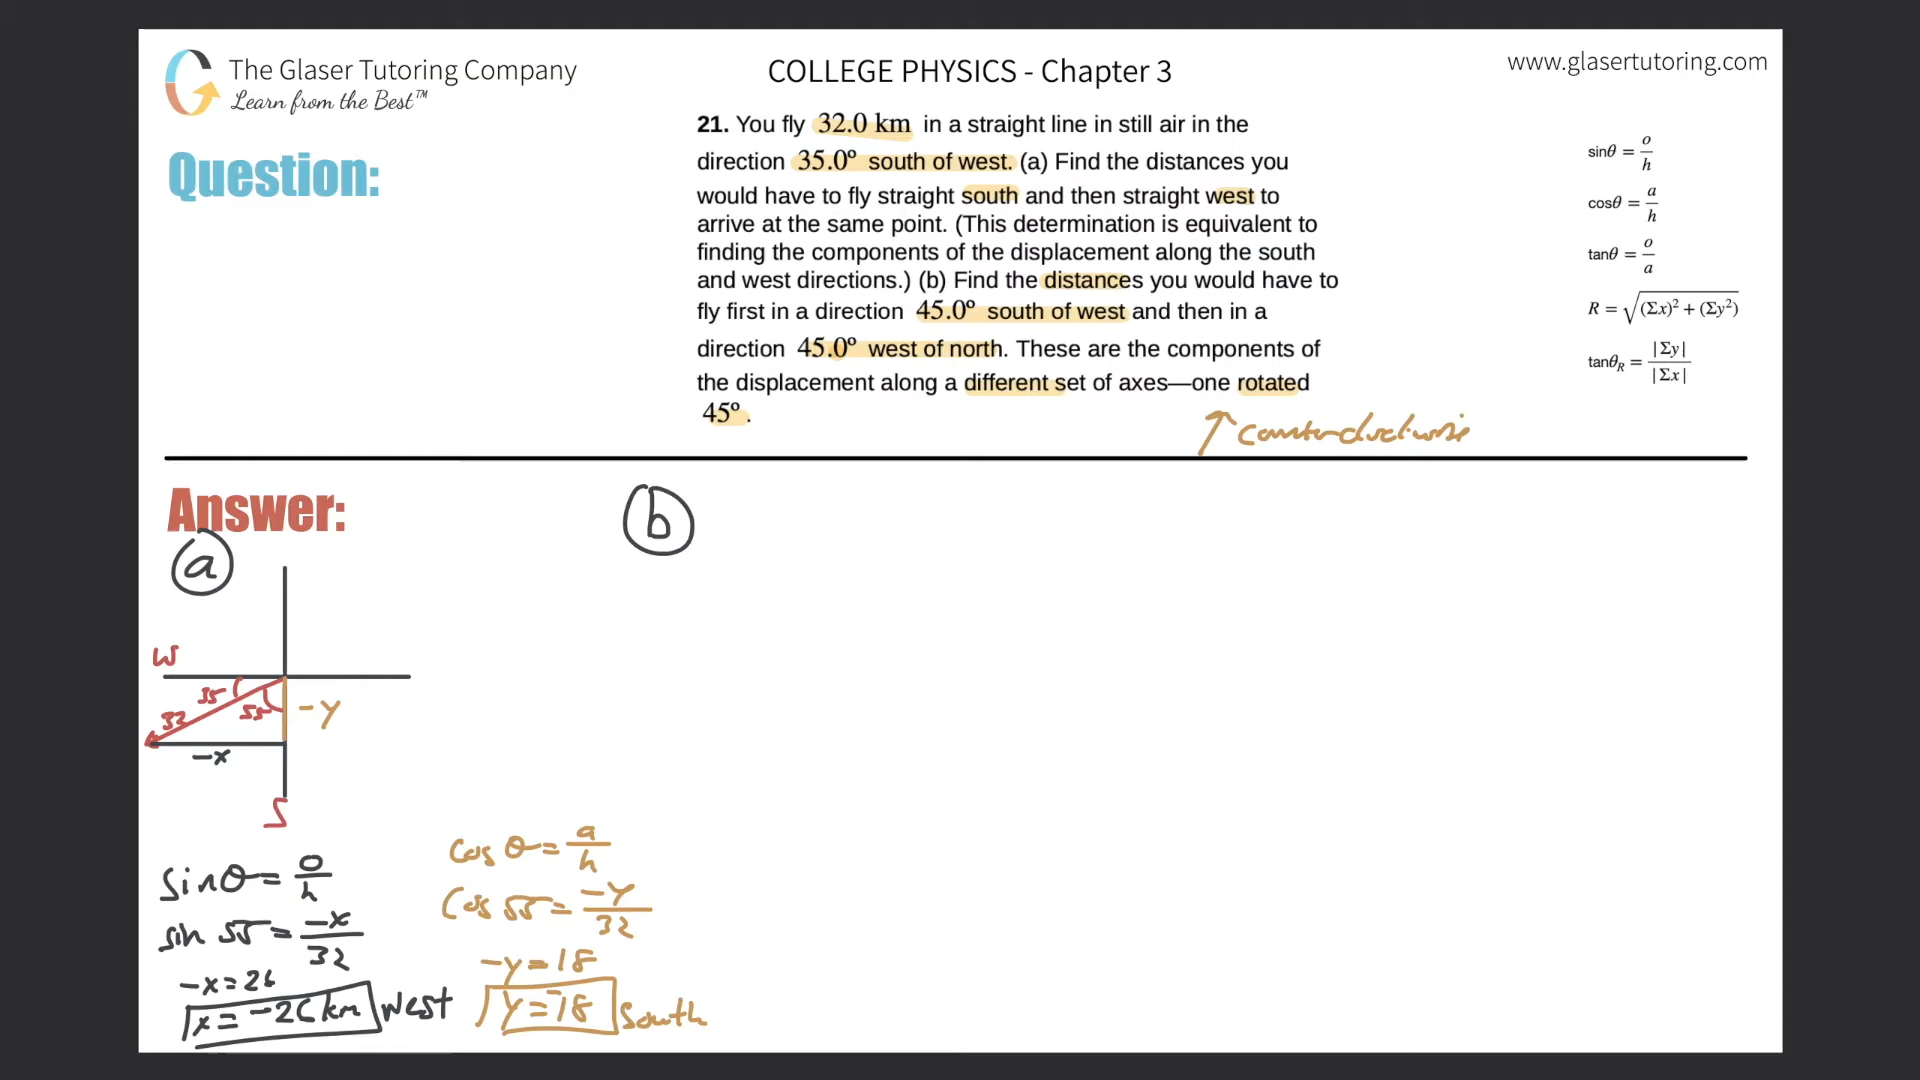 The Glaser Tutoring Company
Learn from the Best™
COLLEGE PHYSICS - Chapter 3
www.glasertutoring.com
Question:
21. You fly 32.0 km in a straight line in still air in the
direction 35.0º south of west. (a) Find the distances you
would have to fly straight south and then straight west to
arrive at the same point. (This determination is equivalent to
finding the components of the displacement along the south
and west directions.) (b) Find the distances you would have to
fly first in a direction 45.0º south of west and then in a
direction 45.0º west of north. These are the components of
the displacement along a different set of axes—one rotated
45º.
counterclockwise
sinθ = o/h
cosθ = a/h
tanθ = o/a
R = √(Σx)² + (Σy²)
tanθR = |Σy|/|Σx|
Answer:
a
W
35
32
55
-y
-x
S
sin θ = o/h
sin 55 = -x/32
-x = 26
x = -26 km West
cos θ = a/h
Cos 55 = -y/32
-y = 18
y = -18 South
b